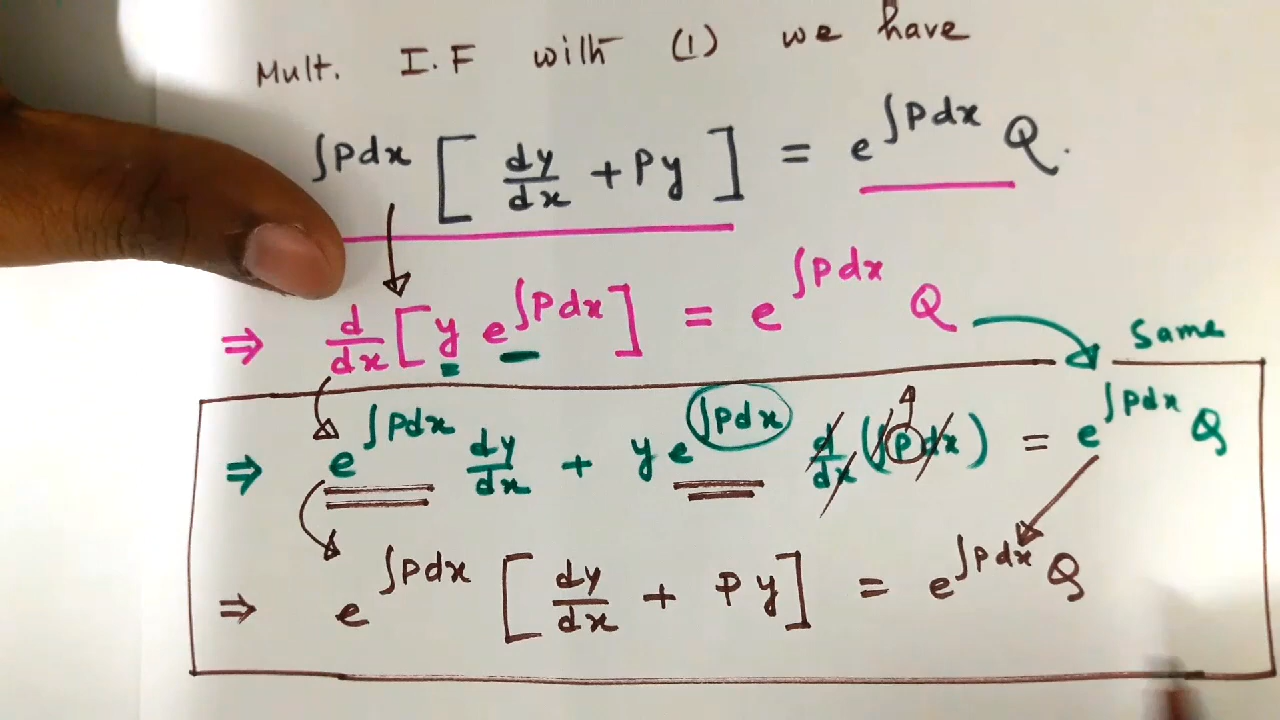 Mult. I.F with (1) we have
∫Pdx [ dy/dx + Py ] = e^∫Pdx Q.
⇒ d/dx [ y e^∫Pdx ] = e^∫Pdx Q
Same
⇒ e^∫Pdx dy/dx + y e^∫Pdx d/dx (∫Pdx) = e^∫Pdx Q
⇒ e^∫Pdx [ dy/dx + Py ] = e^∫Pdx Q